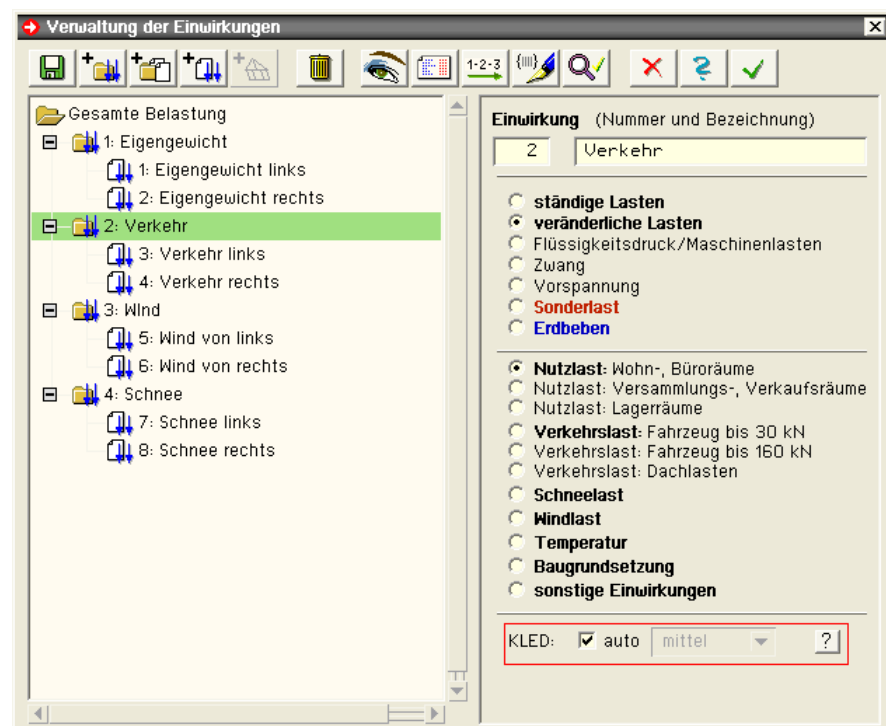 Verwaltung der Einwirkungen
1-2-3
Gesamte Belastung
1: Eigengewicht
1: Eigengewicht links
2: Eigengewicht rechts
2: Verkehr
3: Verkehr links
4: Verkehr rechts
3: WInd
5: Wind von links
6: Wind von rechts
4: Schnee
7: Schnee links
8: Schnee rechts
Einwirkung (Nummer und Bezeichnung)
2 Verkehr
ständige Lasten
veränderliche Lasten
Flüssigkeitsdruck/Maschinenlasten
Zwang
Vorspannung
Sonderlast
Erdbeben
Nutzlast: Wohn-, Büroräume
Nutzlast: Versammlungs-, Verkaufsräume
Nutzlast: Lagerräume
Verkehrslast: Fahrzeug bis 30 kN
Verkehrslast: Fahrzeug bis 160 kN
Verkehrslast: Dachlasten
Schneelast
Windlast
Temperatur
Baugrundsetzung
sonstige Einwirkungen
KLED: auto mittel ?